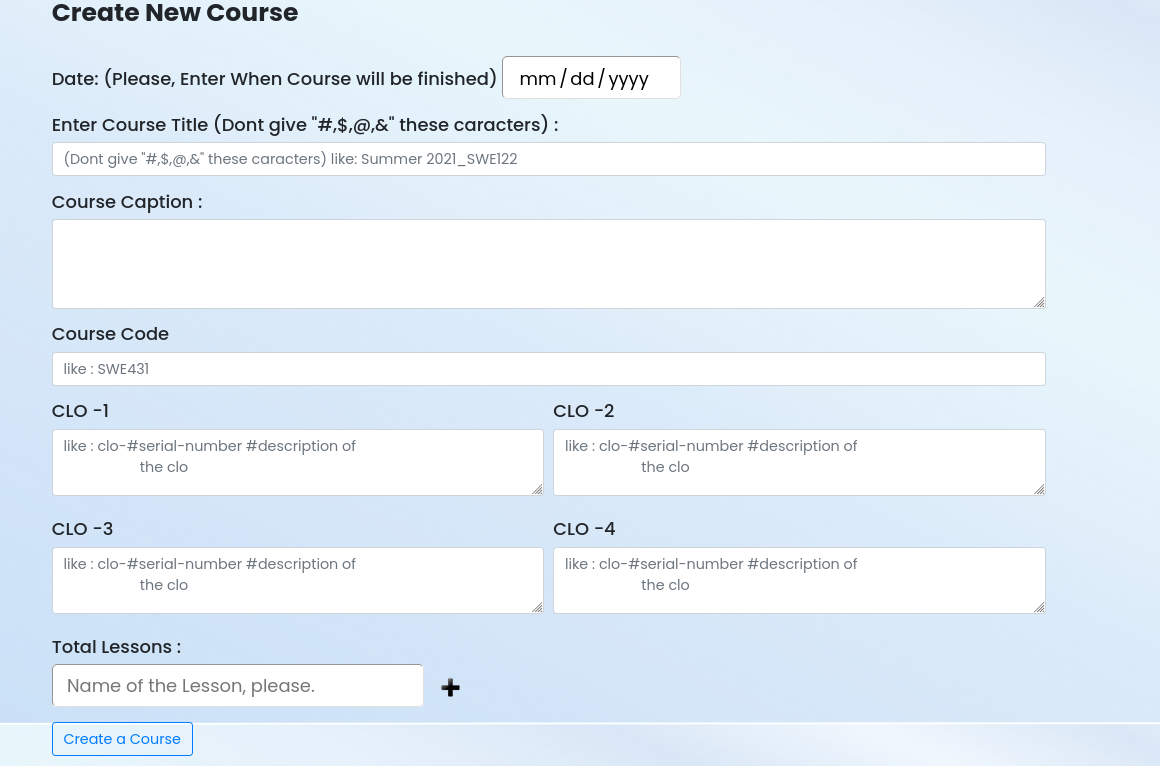 Create New Course
Date: (Please, Enter When Course will be finished) mm/dd/yyyy
Enter Course Title (Dont give "#,$,@,&" these caracters) :
(Dont give "#,$,@,&" these caracters) like: Summer 2021_SWE122
Course Caption :
Course Code
like : SWE431
CLO -1
like : clo-#serial-number #description of
the clo
CLO -2
like : clo-#serial-number #description of
the clo
CLO -3
like : clo-#serial-number #description of
the clo
CLO -4
like : clo-#serial-number #description of
the clo
Total Lessons :
Name of the Lesson, please.
Create a Course